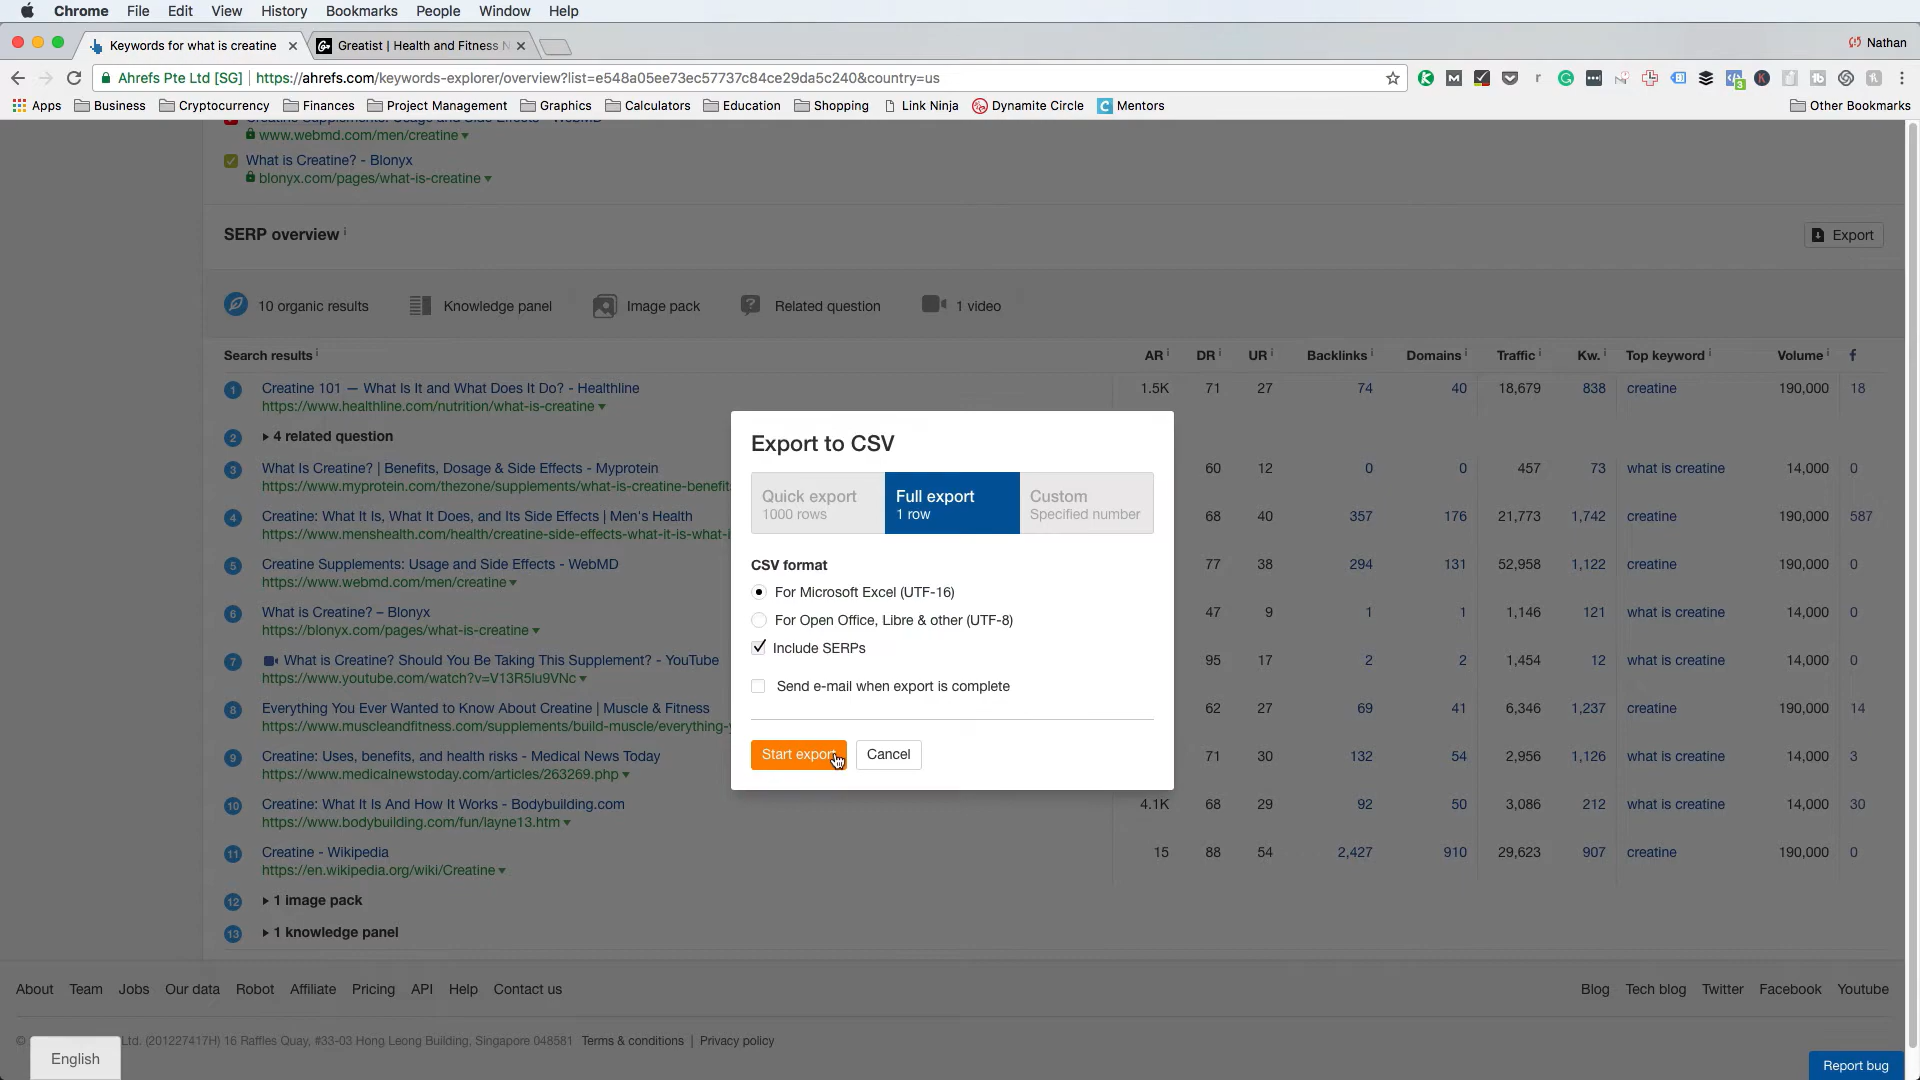 Chrome File Edit View History Bookmarks People Window Help
Keywords for what is creatine
Greatist | Health and Fitness N
Nathan
Ahrefs Pte Ltd [SG] https://ahrefs.com/keywords-explorer/overview?list=e548a05ee73ec57737c84ce29da5c240&country=us
Apps Business Cryptocurrency Finances Project Management Graphics Calculators Education Shopping Link Ninja Dynamite Circle Mentors Other Bookmarks
Creatine Supplements: Usage and Side Effects - WebMD
www.webmd.com/men/creatine
What is Creatine? - Blonyx
blonyx.com/pages/what-is-creatine
SERP overview
Export
10 organic results Knowledge panel Image pack Related question 1 video
Search results AR DR UR Backlinks Domains Traffic Kw. Top keyword Volume
1 Creatine 101 — What Is It and What Does It Do? - Healthline 1.5K 71 27 74 40 18,679 838 creatine 190,000 18
https://www.healthline.com/nutrition/what-is-creatine
2 4 related question
3 What Is Creatine? | Benefits, Dosage & Side Effects - Myprotein 60 12 0 0 457 73 what is creatine 14,000 0
https://www.myprotein.com/thezone/supplements/what-is-creatine-benefit
4 Creatine: What It Is, What It Does, and Its Side Effects | Men's Health 68 40 357 176 21,773 1,742 creatine 190,000 587
https://www.menshealth.com/health/creatine-side-effects-what-it-is-what-i
5 Creatine Supplements: Usage and Side Effects - WebMD 77 38 294 131 52,958 1,122 creatine 190,000 0
https://www.webmd.com/men/creatine
6 What is Creatine? – Blonyx 47 9 1 1 1,146 121 what is creatine 14,000 0
https://blonyx.com/pages/what-is-creatine
7 What is Creatine? Should You Be Taking This Supplement? - YouTube 95 17 2 2 1,454 12 what is creatine 14,000 0
https://www.youtube.com/watch?v=V13R5lu9VNc
8 Everything You Ever Wanted to Know About Creatine | Muscle & Fitness 62 27 69 41 6,346 1,237 creatine 190,000 14
https://www.muscleandfitness.com/supplements/build-muscle/everything-y
9 Creatine: Uses, benefits, and health risks - Medical News Today 71 30 132 54 2,956 1,126 what is creatine 14,000 3
https://www.medicalnewstoday.com/articles/263269.php
10 Creatine: What It Is And How It Works - Bodybuilding.com 4.1K 68 29 92 50 3,086 212 what is creatine 14,000 30
https://www.bodybuilding.com/fun/layne13.htm
11 Creatine - Wikipedia 15 88 54 2,427 910 29,623 907 creatine 190,000 0
https://en.wikipedia.org/wiki/Creatine
12 1 image pack
13 1 knowledge panel
Export to CSV
Quick export Full export Custom
1000 rows 1 row Specified number
CSV format
For Microsoft Excel (UTF-16)
For Open Office, Libre & other (UTF-8)
Include SERPs
Send e-mail when export is complete
Start export Cancel
About Team Jobs Our data Robot Affiliate Pricing API Help Contact us Blog Tech blog Twitter Facebook Youtube
© Ltd. (201227417H) 16 Raffles Quay, #33-03 Hong Leong Building, Singapore 048581 Terms & conditions | Privacy policy
English
Report bug